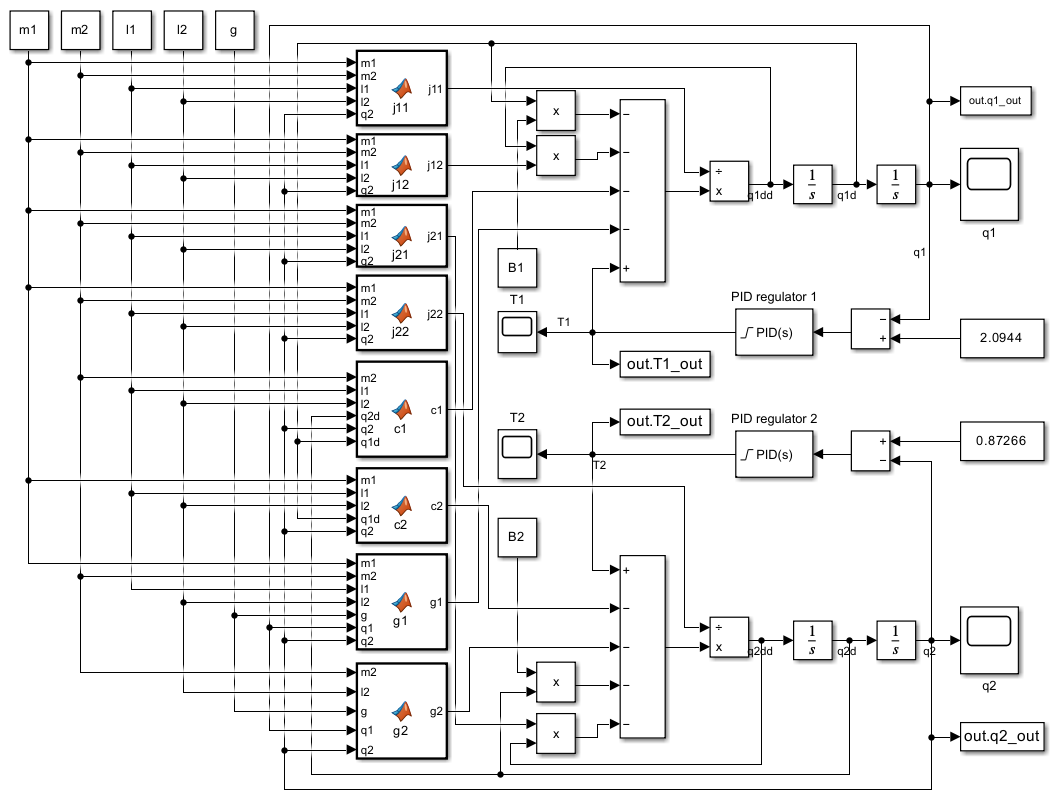 m1 m2 l1 l2 g
m1
m2
l1
l2
q2
j11
j11
m1
m2
l1
l2
q2
j12
j12
m1
m2
l1
l2
q2
j21
j21
m1
m2
l1
l2
q2
j22
j22
m2
l1
l2
q2d
q2
q1d
c1
c1
m1
l1
l2
q1d
q2
c2
c2
m1
m2
l1
l2
g
q1
q2
g1
g1
m2
l2
g
q1
q2
g2
g2
x
x
B1
−
−
−
−
+
÷
x
q1dd
1
s
q1d
1
s
out.q1_out
q1
q1
T1
T1
out.T1_out
PID regulator 1
PID(s)
−
+
2.0944
T2
T2
out.T2_out
PID regulator 2
PID(s)
+
−
0.87266
B2
x
x
+
−
−
−
−
÷
x
q2dd
1
s
q2d
1
s
q2
q2
out.q2_out